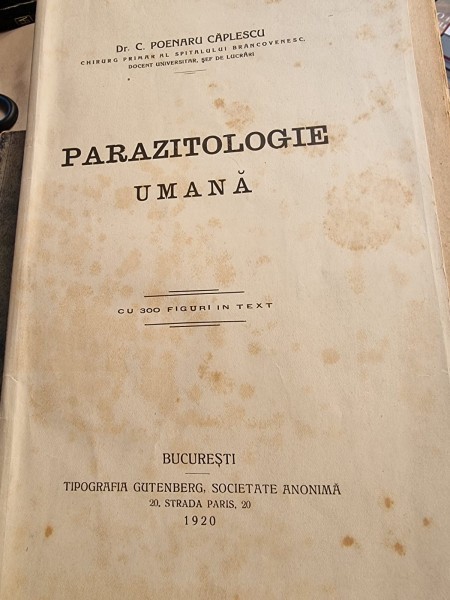 Dr. C. POENARU CĂPLESCU
CHIRURG PRIMAR AL SPITALULUI BRANCOVENESC,
DOCENT UNIVERSITAR, ȘEF DE LUCRĂRI
PARAZITOLOGIE
UMANĂ
CU 300 FIGURI IN TEXT
BUCUREȘTI
TIPOGRAFIA GUTENBERG, SOCIETATE ANONIMĂ
20, STRADA PARIS, 20
1920